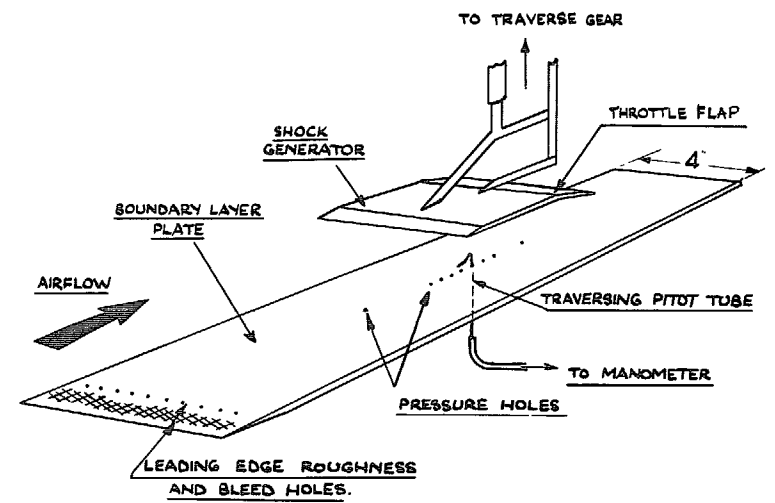 TO TRAVERSE GEAR
THROTTLE FLAP
SHOCK
GENERATOR
4"
BOUNDARY LAYER
PLATE
AIRFLOW
TRAVERSING PITOT TUBE
TO MANOMETER
PRESSURE HOLES
LEADING EDGE ROUGHNESS
AND BLEED HOLES.